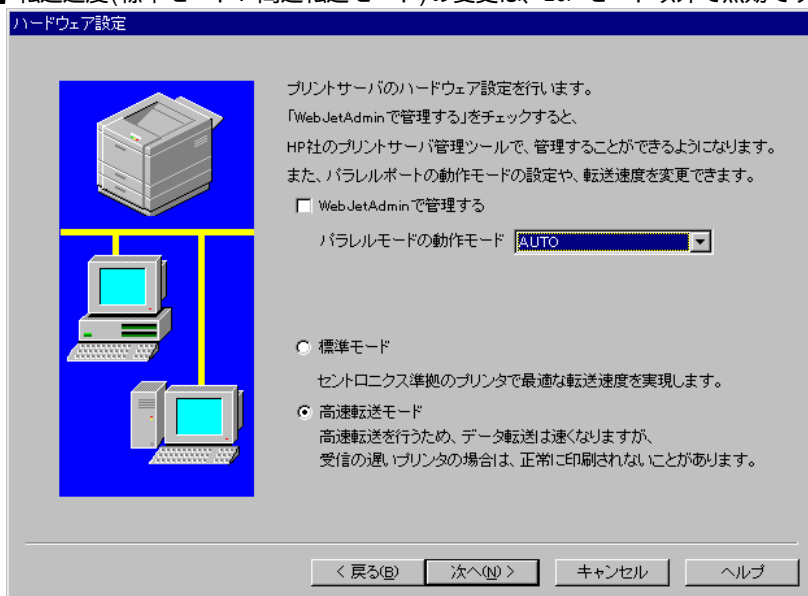 ハードウェア設定
プリントサーバのハードウェア設定を行います。
「WebJetAdminで管理する」をチェックすると、
HP社のプリントサーバ管理ツールで、管理することができるようになります。
また、パラレルポートの動作モードの設定や、転送速度を変更できます。
WebJetAdminで管理する
パラレルモードの動作モード AUTO
標準モード
セントロニクス準拠のプリンタで最適な転送速度を実現します。
高速転送モード
高速転送を行うため、データ転送は速くなりますが、
受信の遅いプリンタの場合は、正常に印刷されないことがあります。
< 戻る(B) 次へ(N) > キャンセル ヘルプ